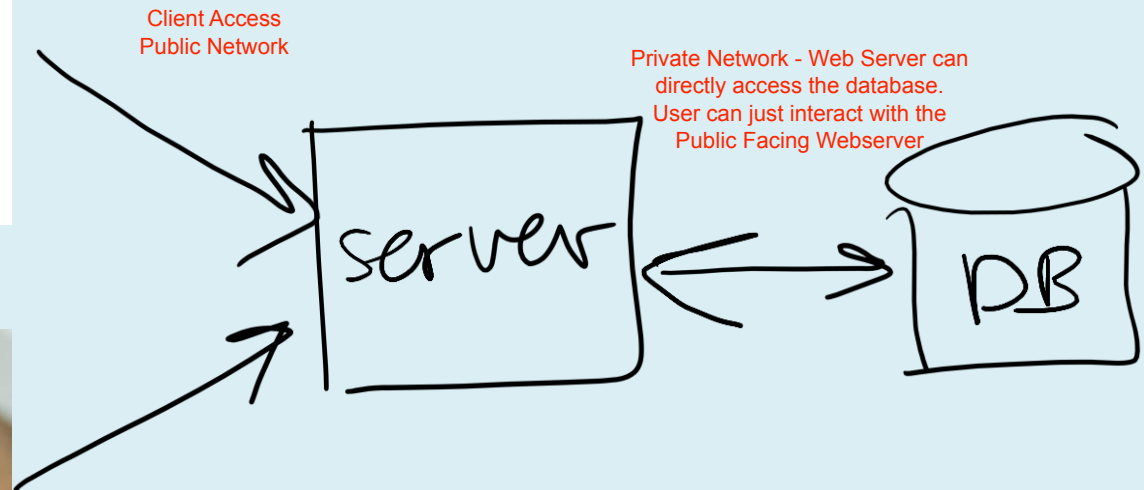 Client Access
Public Network
Private Network - Web Server can
directly access the database.
User can just interact with the
Public Facing Webserver
server
DB